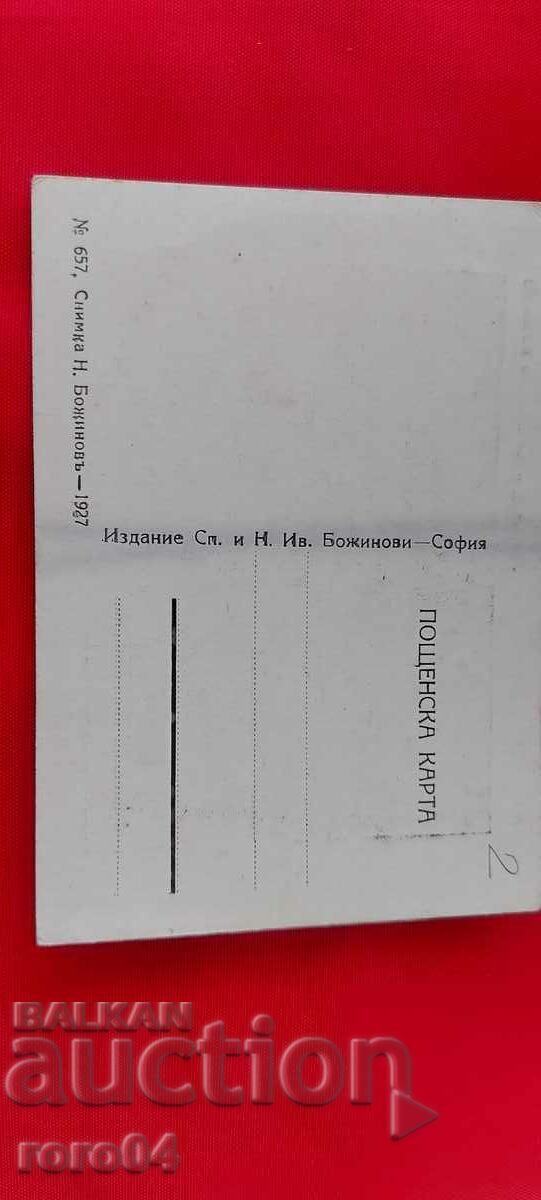 № 657, Снимка Н. Божиновъ — 1927
Издание Сп. и Н. Ив. Божинови—София
ПОЩЕНСКА КАРТА
2
BALKAN
auction
roro04